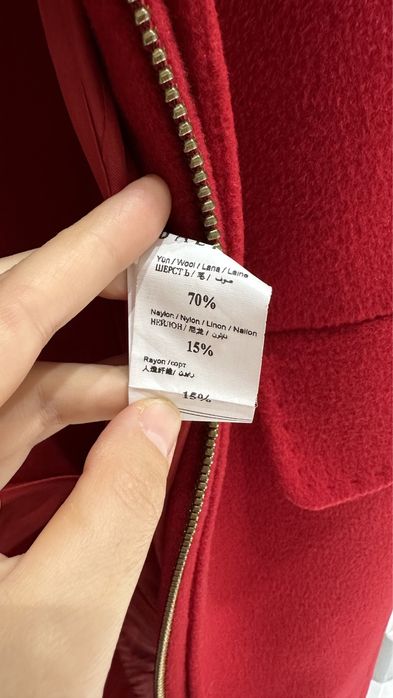 Yün / Wool / Lana / Laine
ШЕРСТЬ / 毛 / صوف
70%
Naylon / Nylon / Linon / Nailon
НЕЙЛОН / 尼龙 / نايلون
15%
Rayon / сорт
人造纤维 / رايون
15%